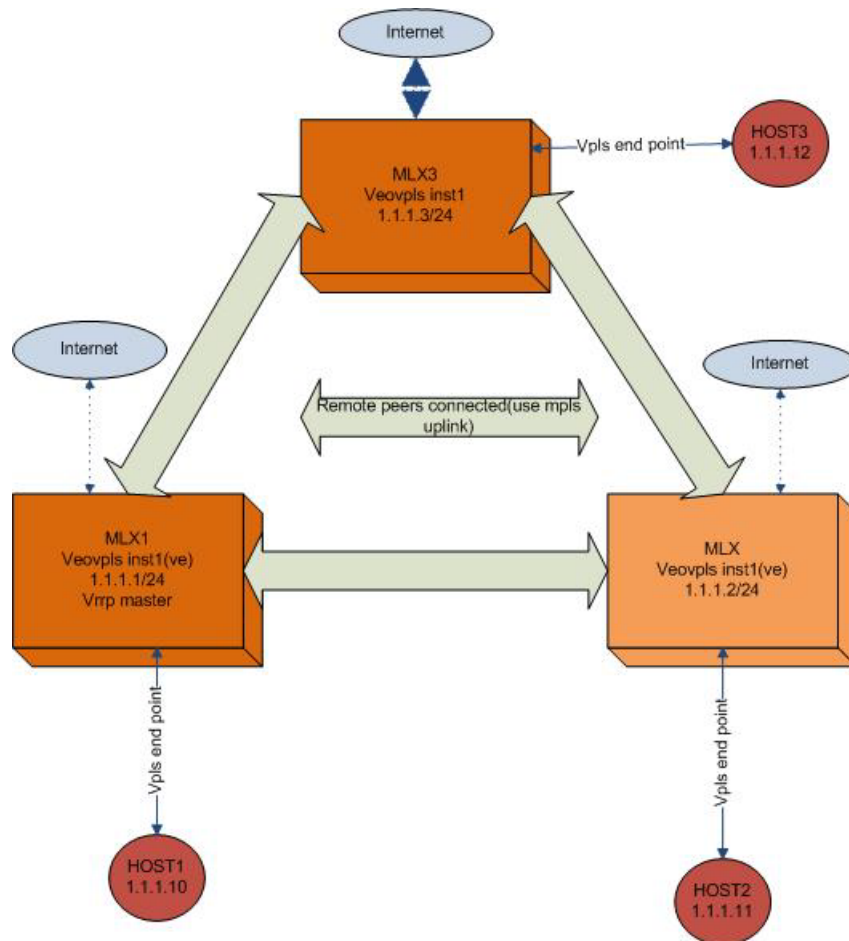 Internet
HOST3
1.1.1.12
Vpls end point
MLX3
Veovpls inst1
1.1.1.3/24
Internet
Internet
Remote peers connected(use mpls
uplink)
MLX1
Veovpls inst1(ve)
1.1.1.1/24
Vrrp master
MLX
Veovpls inst1(ve)
1.1.1.2/24
Vpls end point
Vpls end point
HOST1
1.1.1.10
HOST2
1.1.1.11